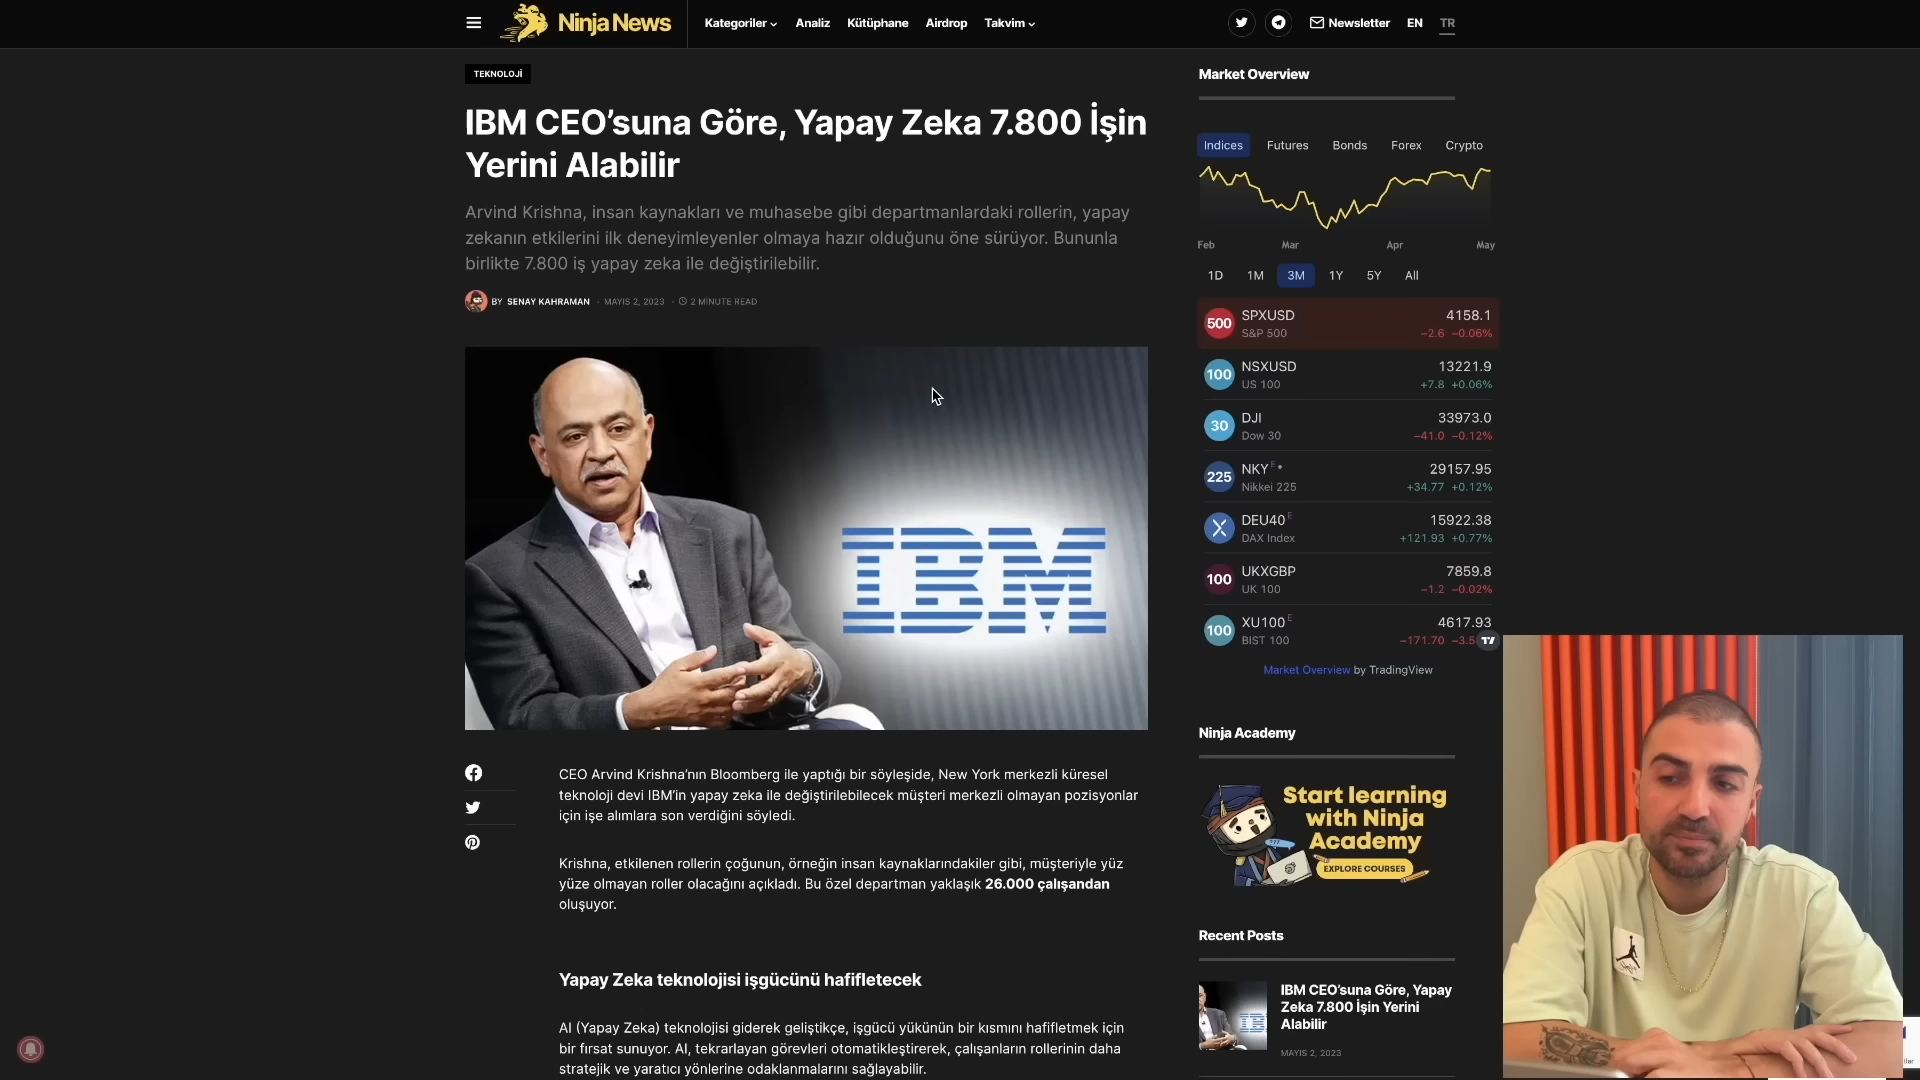 Ninja News
Kategoriler
Analiz
Kütüphane
Airdrop
Takvim
Newsletter
EN
TR
TEKNOLOJİ
IBM CEO’suna Göre, Yapay Zeka 7.800 İşin
Yerini Alabilir
Arvind Krishna, insan kaynakları ve muhasebe gibi departmanlardaki rollerin, yapay
zekanın etkilerini ilk deneyimleyenler olmaya hazır olduğunu öne sürüyor. Bununla
birlikte 7.800 iş yapay zeka ile değiştirilebilir.
BY SENAY KAHRAMAN · MAYIS 2, 2023 · 2 MINUTE READ
IBM
CEO Arvind Krishna’nın Bloomberg ile yaptığı bir söyleşide, New York merkezli küresel
teknoloji devi IBM’in yapay zeka ile değiştirilebilecek müşteri merkezli olmayan pozisyonlar
için işe alımlara son verdiğini söyledi.
Krishna, etkilenen rollerin çoğunun, örneğin insan kaynaklarındakiler gibi, müşteriyle yüz
yüze olmayan roller olacağını açıkladı. Bu özel departman yaklaşık 26.000 çalışandan
oluşuyor.
Yapay Zeka teknolojisi işgücünü hafifletecek
AI (Yapay Zeka) teknolojisi giderek geliştikçe, işgücü yükünün bir kısmını hafifletmek için
bir fırsat sunuyor. AI, tekrarlayan görevleri otomatikleştirerek, çalışanların rollerinin daha
stratejik ve yaratıcı yönlerine odaklanmalarını sağlayabilir.
Market Overview
Indices Futures Bonds Forex Crypto
Feb Mar Apr May
1D 1M 3M 1Y 5Y All
500 SPXUSD 4158.1
S&P 500 −2.6 −0.06%
100 NSXUSD 13221.9
US 100 +7.8 +0.06%
30 DJI 33973.0
Dow 30 −41.0 −0.12%
225 NKY E 29157.95
Nikkei 225 +34.77 +0.12%
DEU40 E 15922.38
DAX Index +121.93 +0.77%
100 UKXGBP 7859.8
UK 100 −1.2 −0.02%
100 XU100 E 4617.93
BIST 100 −171.70 −3.5
Market Overview by TradingView
Ninja Academy
Start learning
with Ninja
Academy
EXPLORE COURSES
Recent Posts
IBM CEO’suna Göre, Yapay
Zeka 7.800 İşin Yerini
Alabilir
MAYIS 2, 2023